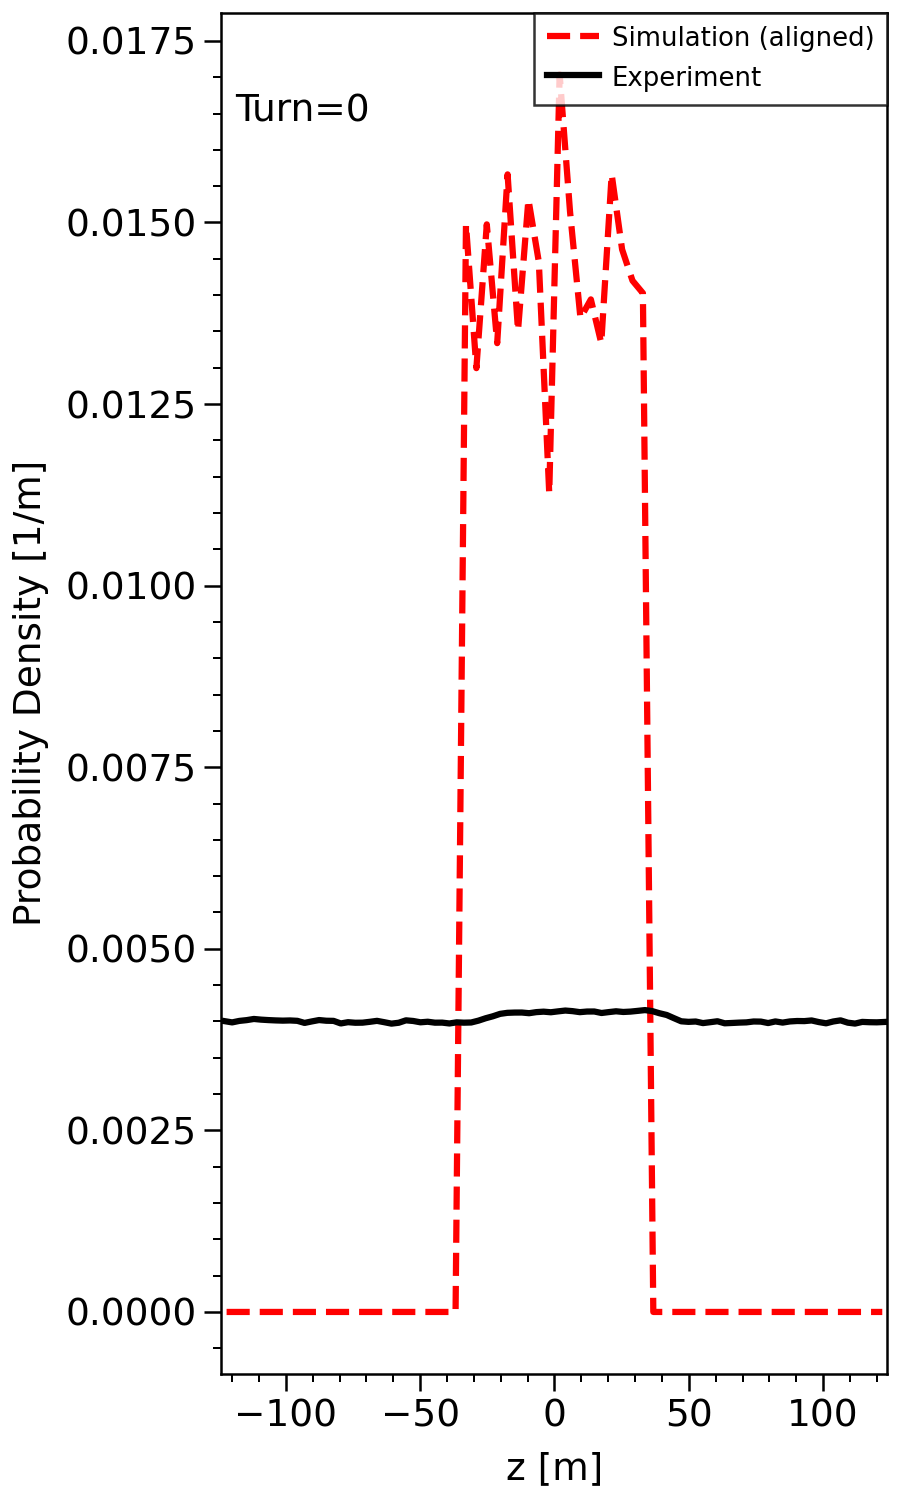 Simulation (aligned)
Experiment
Turn=0
Probability Density [1/m]
0.0175
0.0150
0.0125
0.0100
0.0075
0.0050
0.0025
0.0000
−100 −50 0 50 100
z [m]